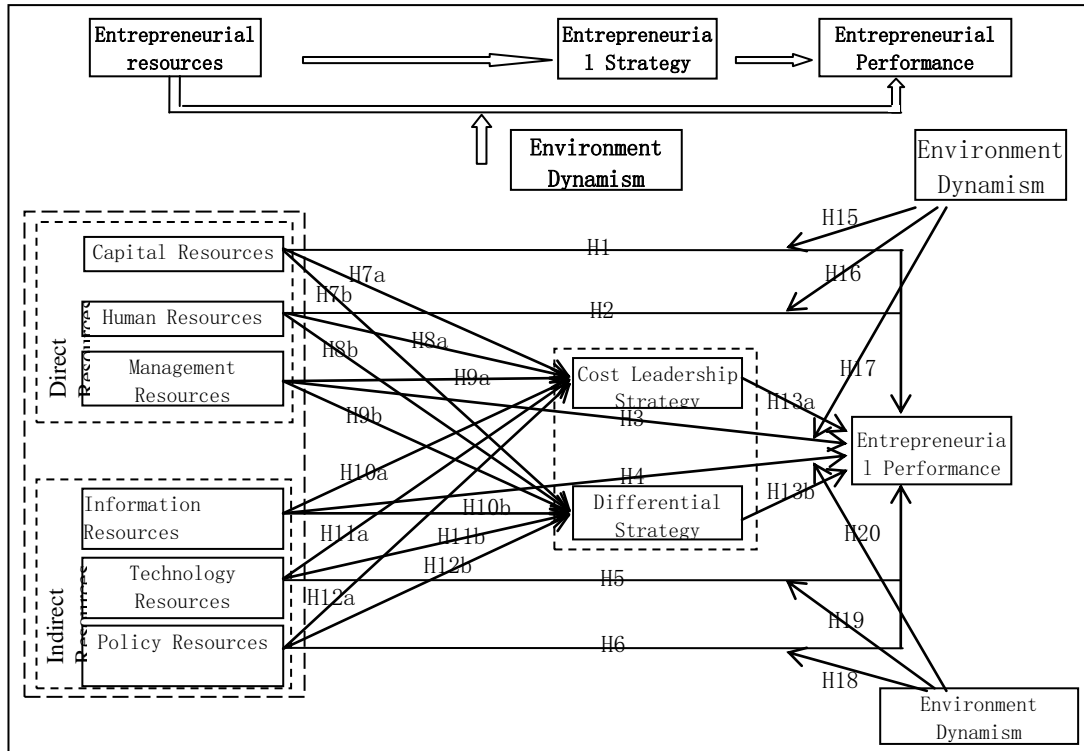 Entrepreneurial
resources
Entrepreneuria
l Strategy
Entrepreneurial
Performance
Environment
Dynamism
Environment
Dynamism
Direct
Resources
Capital Resources
Human Resources
Management
Resources
Indirect
Resources
Information
Resources
Technology
Resources
Policy Resources
H1
H2
H7a
H7b
H8a
H8b
H9a
H9b
H3
H4
H10a
H10b
H11a
H11b
H12a
H12b
H5
H6
Cost Leadership
Strategy
Differential
Strategy
H13a
H13b
H15
H16
H17
Entrepreneuria
l Performance
H20
H19
H18
Environment
Dynamism